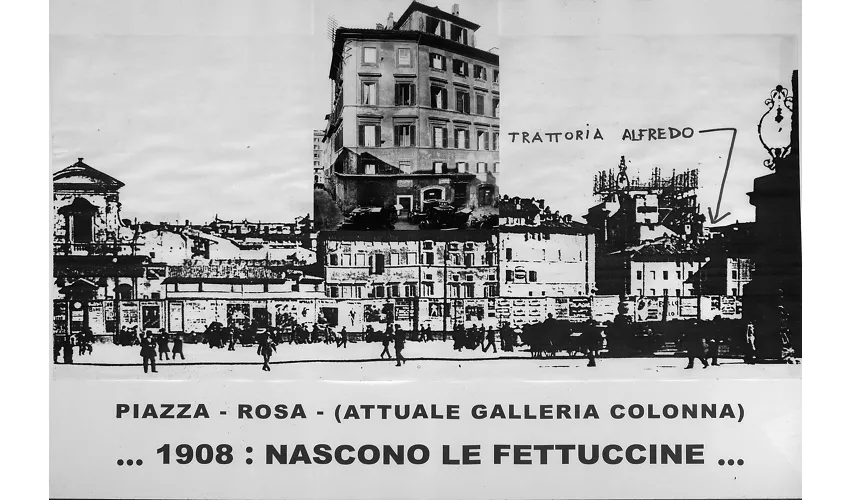 TRATTORIA ALFREDO
PIAZZA - ROSA - (ATTUALE GALLERIA COLONNA)
... 1908 : NASCONO LE FETTUCCINE ...